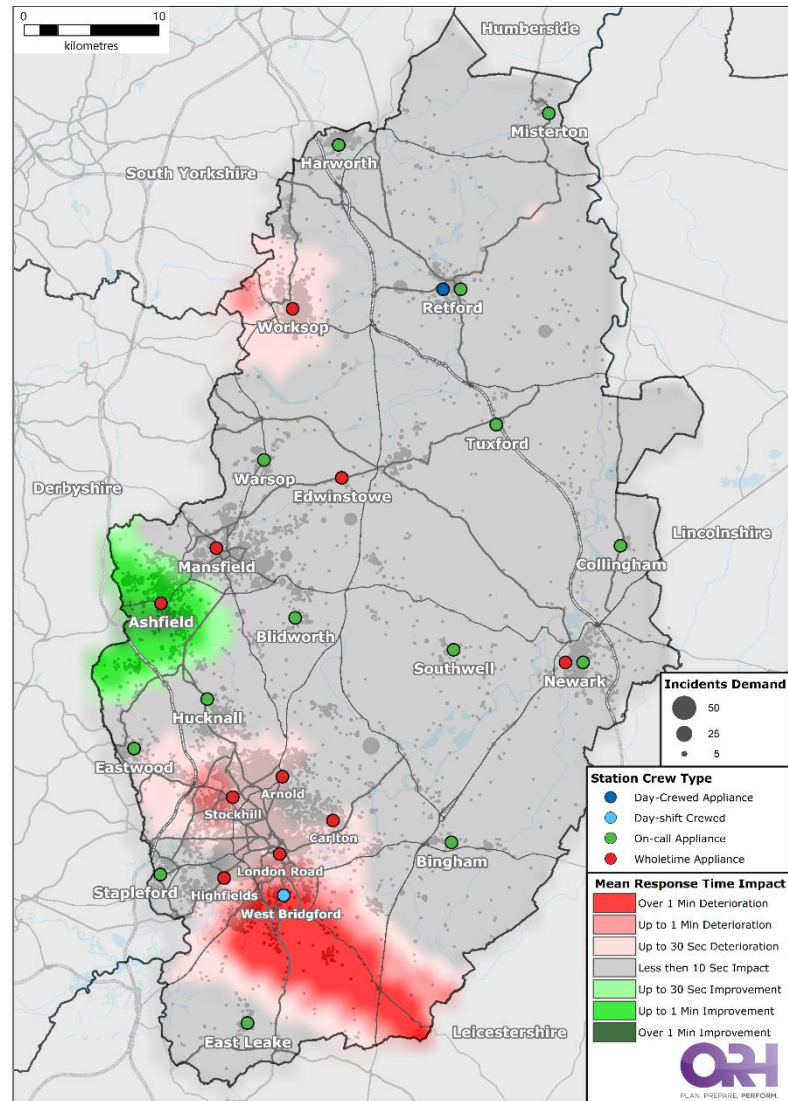 0 10
kilometres
Humberside
Misterton
Harworth
South Yorkshire
Retford
Worksop
Tuxford
Warsop
Edwinstowe
Derbyshire
Lincolnshire
Collingham
Mansfield
Ashfield
Blidworth
Southwell
Newark
Hucknall
Eastwood
Arnold
Stockhill
Carlton
Bingham
London Road
Stapleford
Highfields
West Bridgford
East Leake
Leicestershire
Incidents Demand
50
25
5
Station Crew Type
Day-Crewed Appliance
Day-shift Crewed
On-call Appliance
Wholetime Appliance
Mean Response Time Impact
Over 1 Min Deterioration
Up to 1 Min Deterioration
Up to 30 Sec Deterioration
Less then 10 Sec Impact
Up to 30 Sec Improvement
Up to 1 Min Improvement
Over 1 Min Improvement
ORH
PLAN. PREPARE. PERFORM.